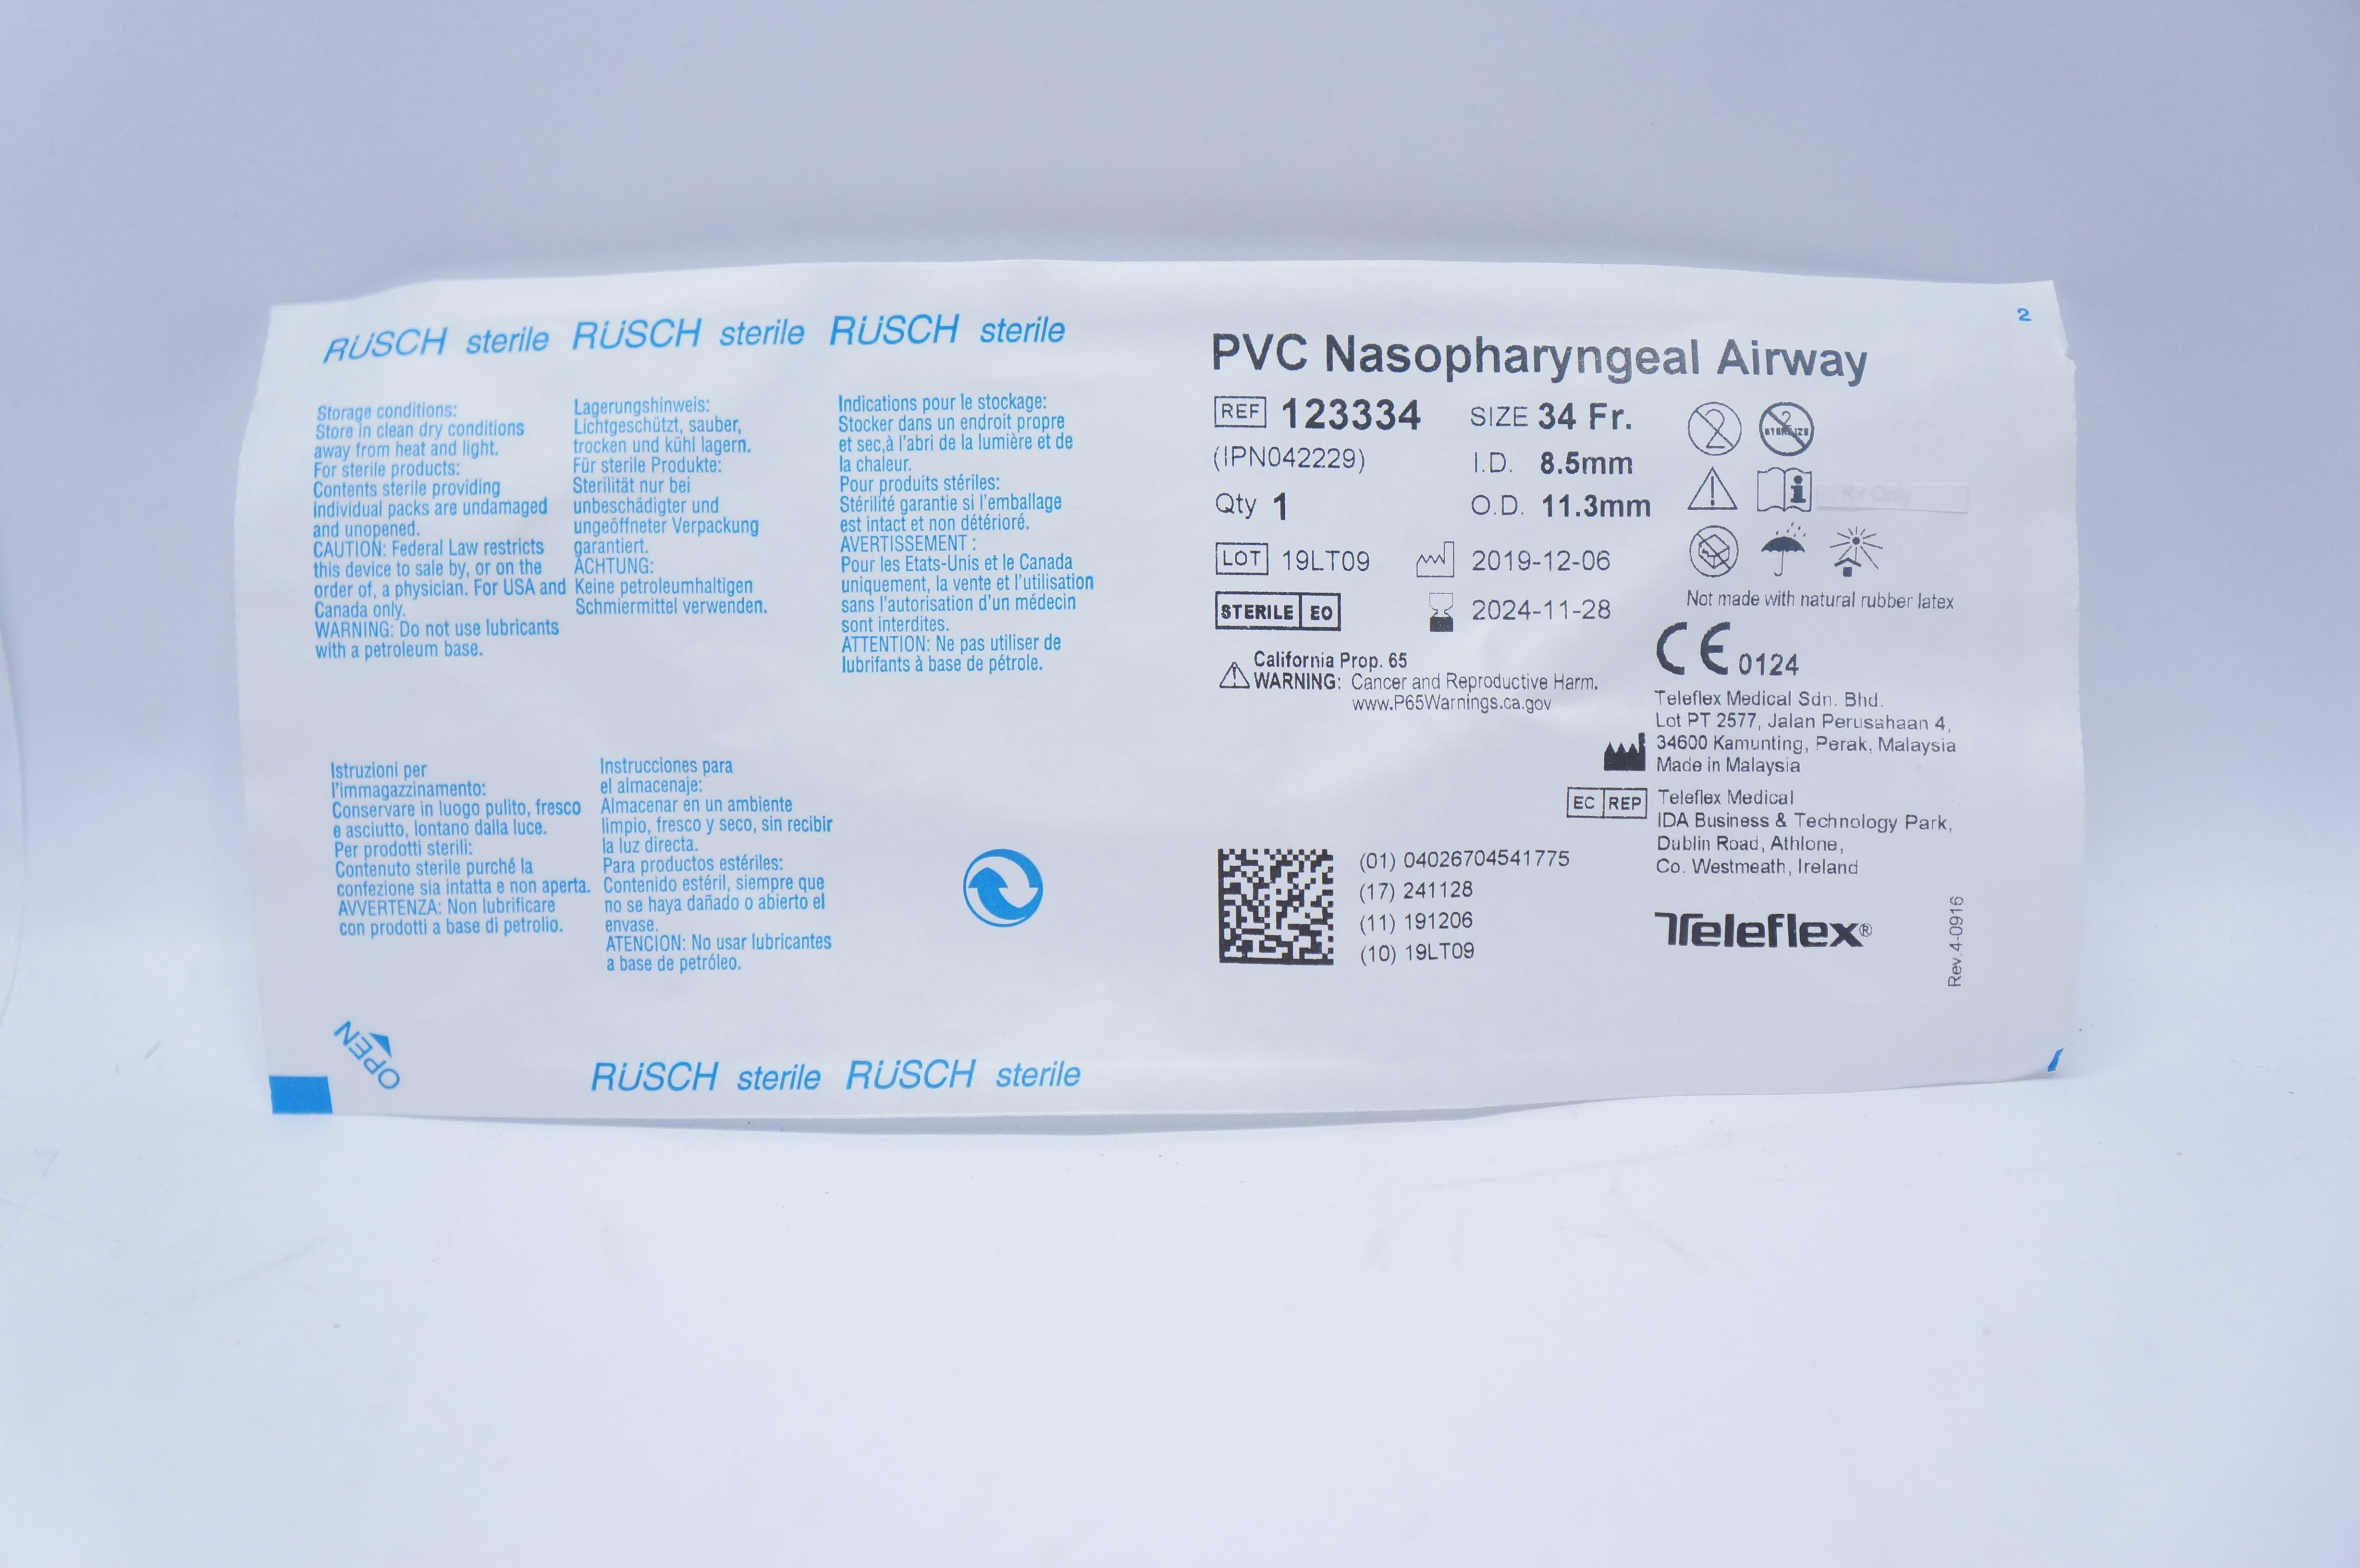 RÜSCH sterile RÜSCH sterile RÜSCH sterile
Storage conditions:
Store in clean dry conditions
away from heat and light.
For sterile products:
Contents sterile providing
individual packs are undamaged
and unopened.
CAUTION: Federal Law restricts
this device to sale by, or on the
order of, a physician. For USA and
Canada only.
WARNING: Do not use lubricants
with a petroleum base.
Lagerungshinweis:
Lichtgeschützt, sauber,
trocken und kühl lagern.
Für sterile Produkte:
Sterilität nur bei
unbeschädigter und
ungeöffneter Verpackung
garantiert.
ACHTUNG:
Keine petroleumhaltigen
Schmiermittel verwenden.
Indications pour le stockage:
Stocker dans un endroit propre
et sec,à l'abri de la lumière et de
la chaleur.
Pour produits stériles:
Stérilité garantie si l'emballage
est intact et non détérioré.
AVERTISSEMENT :
Pour les Etats-Unis et le Canada
uniquement, la vente et l'utilisation
sans l'autorisation d'un médecin
sont interdites.
ATTENTION: Ne pas utiliser de
lubrifants à base de pétrole.
Istruzioni per
l'immagazzinamento:
Conservare in luogo pulito, fresco
e asciutto, lontano dalla luce.
Per prodotti sterili:
Contenuto sterile purché la
confezione sia intatta e non aperta.
AVVERTENZA: Non lubrificare
con prodotti a base di petrolio.
Instrucciones para
el almacenaje:
Almacenar en un ambiente
limpio, fresco y seco, sin recibir
la luz directa.
Para productos estériles:
Contenido estéril, siempre que
no se haya dañado o abierto el
envase.
ATENCION: No usar lubricantes
a base de petróleo.
OPEN
RÜSCH sterile RÜSCH sterile
2
PVC Nasopharyngeal Airway
REF 123334 SIZE 34 Fr.
(IPN042229) I.D. 8.5mm
Qty 1 O.D. 11.3mm
LOT 19LT09 2019-12-06
STERILE EO 2024-11-28
2
2 STERILIZE
Rx Only
Not made with natural rubber latex
California Prop. 65
WARNING: Cancer and Reproductive Harm.
www.P65Warnings.ca.gov
CE 0124
Teleflex Medical Sdn. Bhd.
Lot PT 2577, Jalan Perusahaan 4,
34600 Kamunting, Perak, Malaysia
Made in Malaysia
EC REP Teleflex Medical
IDA Business & Technology Park,
Dublin Road, Athlone,
Co. Westmeath, Ireland
(01) 04026704541775
(17) 241128
(11) 191206
(10) 19LT09
Teleflex®
Rev. 4-0916